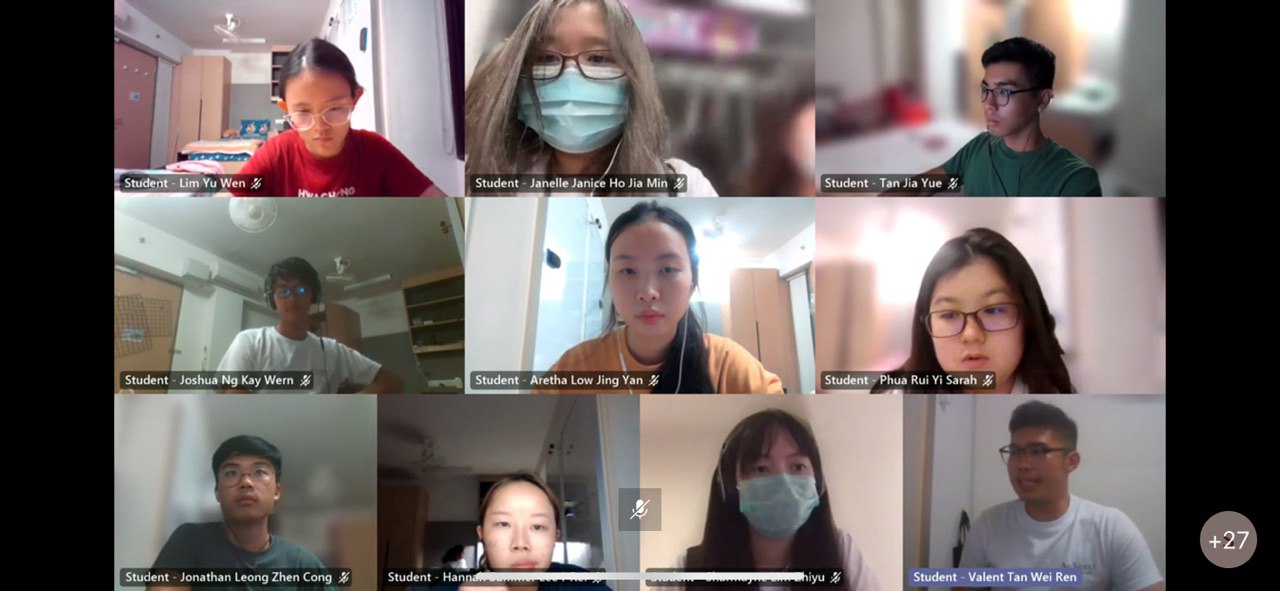 HWACHONG
Student - Lim Yu Wen
Student - Janelle Janice Ho Jia Min
Student - Tan Jia Yue
Student - Joshua Ng Kay Wern
Student - Aretha Low Jing Yan
Student - Phua Rui Yi Sarah
Student - Jonathan Leong Zhen Cong
Student - Hannah
Student - Valent Tan Wei Ren
+27